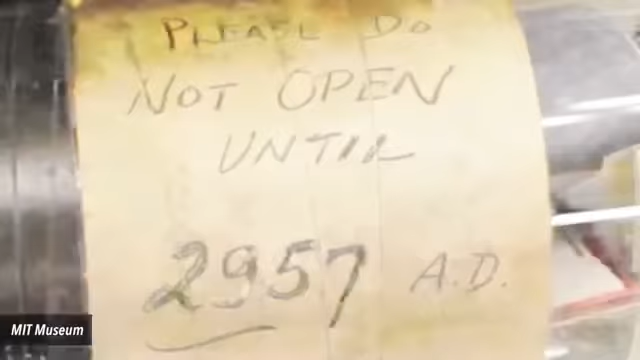 PLEASE DO
NOT OPEN
UNTIL
2957 A.D.
MIT Museum